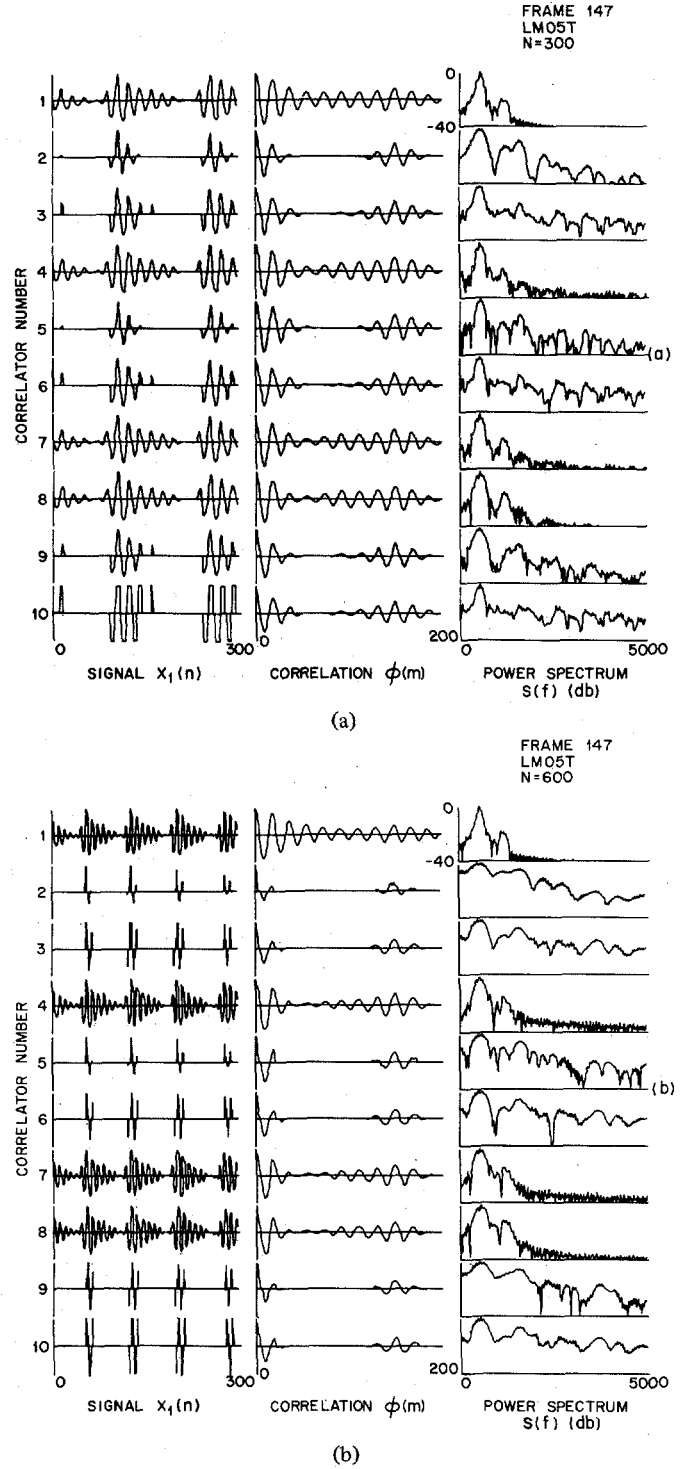 FRAME 147
LM05T
N=300
CORRELATOR NUMBER
1
2
3
4
5
6
7
8
9
10
0
-40
(a)
0
300
0
200
0
5000
SIGNAL X₁(n)
CORRELATION ϕ(m)
POWER SPECTRUM
S(f) (db)
(a)
FRAME 147
LM05T
N=600
CORRELATOR NUMBER
1
2
3
4
5
6
7
8
9
10
0
-40
(b)
0
300
0
200
0
5000
SIGNAL X₁(n)
CORRELATION ϕ(m)
POWER SPECTRUM
S(f) (db)
(b)